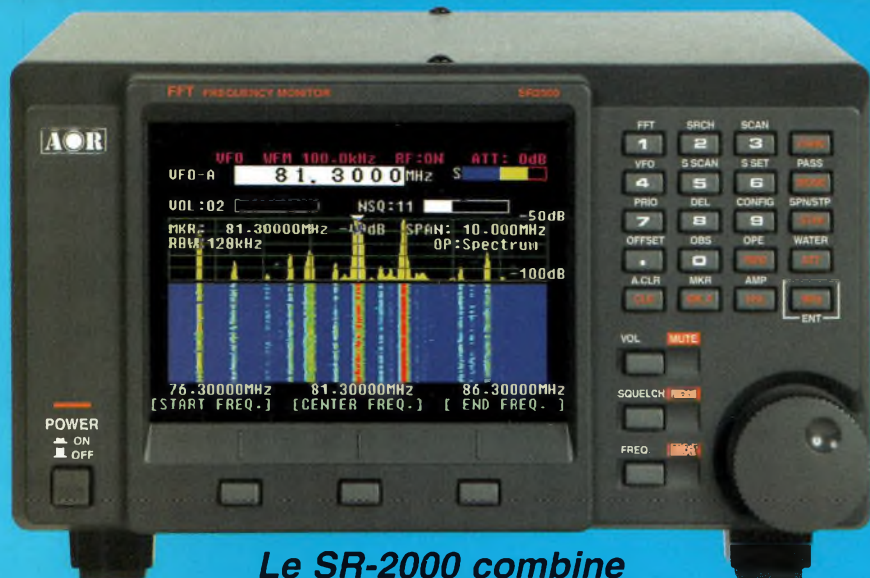 FFT FREQUENCY MONITOR SR2000
AOR
VFO WFM 100.0kHz RF:ON ATT: 0dB
VFO-A 81.3000MHz S
VOL:02 NSQ:11
-50dB
MKR: 81.30000MHz dB SPAN: 10.000MHz
RBW:128kHz OP:Spectrum
-100dB
76.30000MHz 81.30000MHz 86.30000MHz
[START FREQ.] [CENTER FREQ.] [ END FREQ. ]
POWER
ON
OFF
FFT SRCH SCAN
1 2 3
VFO S SCAN S SET PASS
4 5 6
PRIO DEL CONFIG SPN/STP
7 8 9
OFFSET OBS OPE WATER
. 0 ATT
A.CLR MKR AMP
CLR
ENT
VOL MUTE
SQUELCH
FREQ.
Le SR-2000 combine